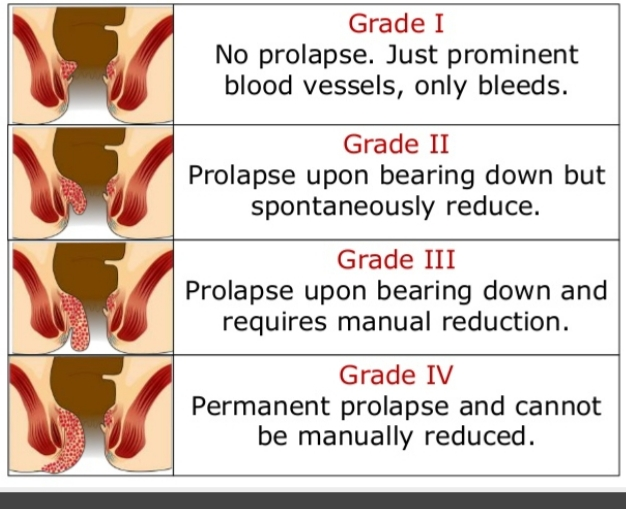 Grade I
No prolapse. Just prominent
blood vessels, only bleeds.
Grade II
Prolapse upon bearing down but
spontaneously reduce.
Grade III
Prolapse upon bearing down and
requires manual reduction.
Grade IV
Permanent prolapse and cannot
be manually reduced.